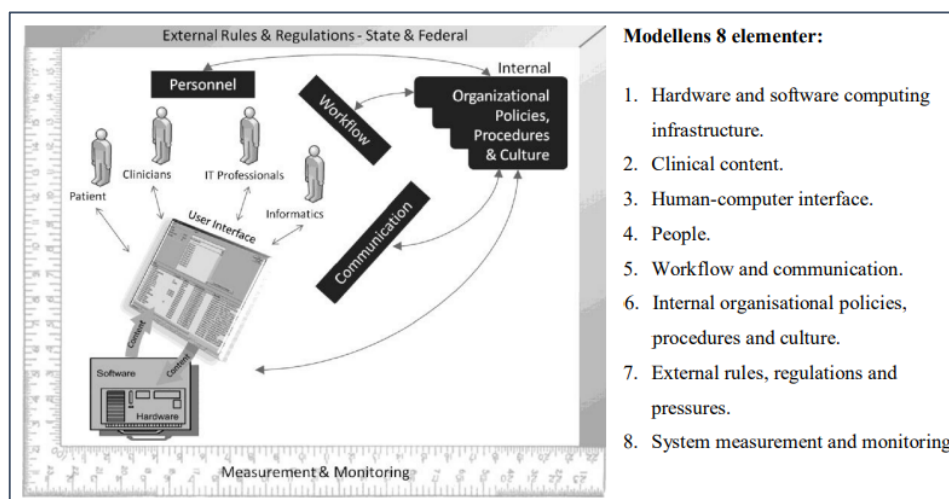 External Rules & Regulations - State & Federal
Internal
Personnel
Workflow
Organizational
Policies,
Procedures
& Culture
Clinicians
IT Professionals
Patient
Informatics
User Interface
Communication
Content
Content
Software
Hardware
Measurement & Monitoring
Modellens 8 elementer:
1. Hardware and software computing
infrastructure.
2. Clinical content.
3. Human-computer interface.
4. People.
5. Workflow and communication.
6. Internal organisational policies,
procedures and culture.
7. External rules, regulations and
pressures.
8. System measurement and monitoring